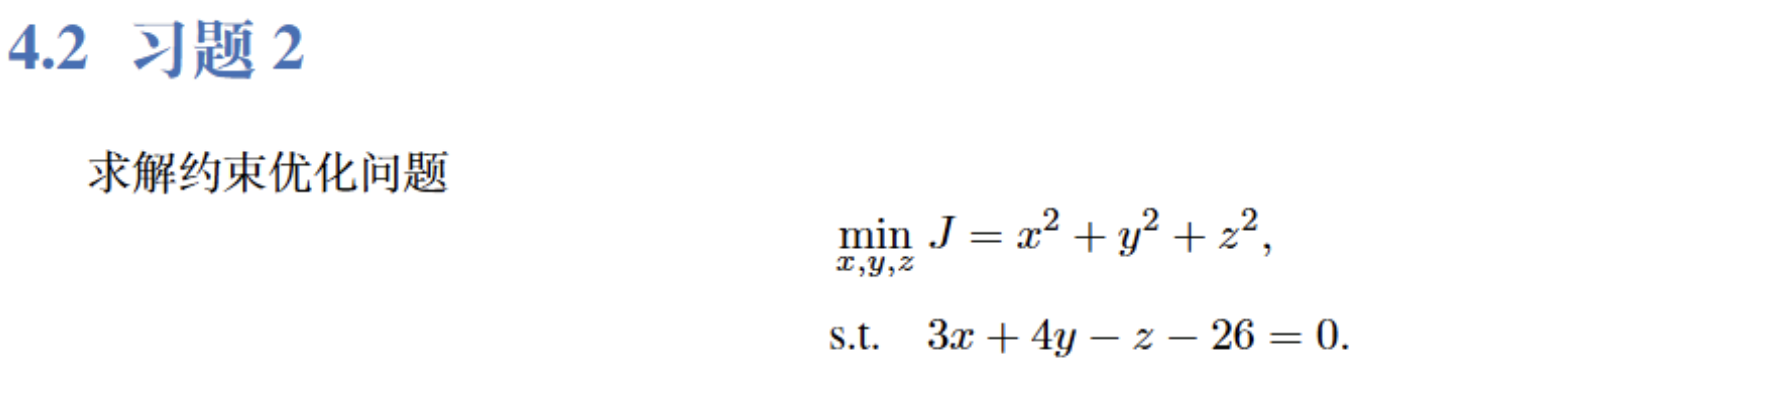 4.2 习题 2
求解约束优化问题
min J = x² + y² + z²,
x,y,z
s.t. 3x + 4y − z − 26 = 0.